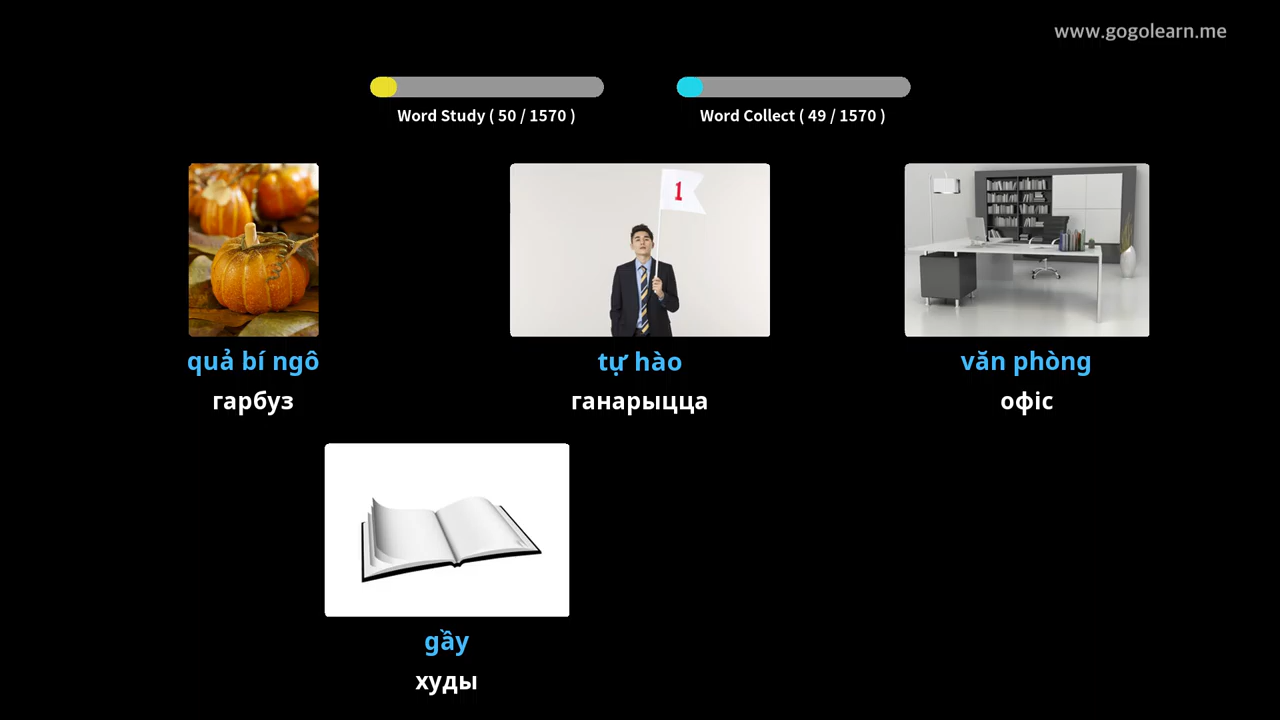 www.gogolearn.me
Word Study ( 50 / 1570 )
Word Collect ( 49 / 1570 )
1
quả bí ngô
гарбуз
tự hào
ганарыцца
văn phòng
офіс
gầy
худы